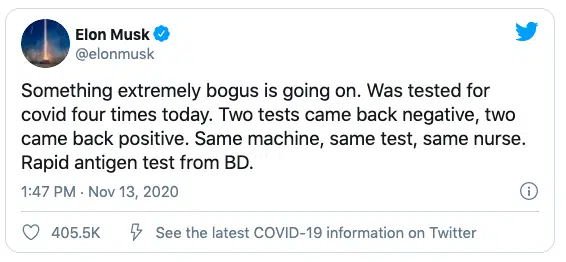 Elon Musk
@elonmusk
Something extremely bogus is going on. Was tested for
covid four times today. Two tests came back negative, two
came back positive. Same machine, same test, same nurse.
Rapid antigen test from BD.
1:47 PM · Nov 13, 2020
405.5K See the latest COVID-19 information on Twitter